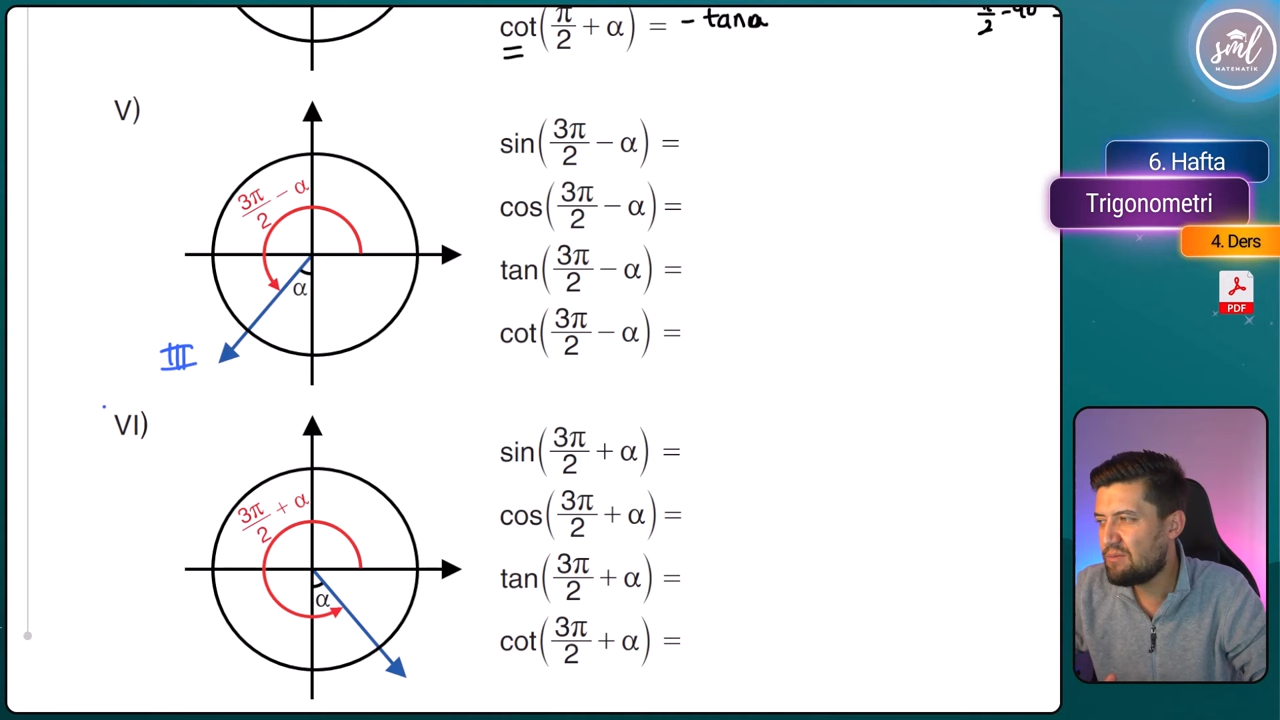 cot(π/2 + α) = - tanα
π/2 - 90
V)
3π/2 - α
α
III
sin(3π/2 - α) =
cos(3π/2 - α) =
tan(3π/2 - α) =
cot(3π/2 - α) =
VI)
3π/2 + α
α
sin(3π/2 + α) =
cos(3π/2 + α) =
tan(3π/2 + α) =
cot(3π/2 + α) =
sml
MATEMATİK
6. Hafta
Trigonometri
4. Ders
PDF